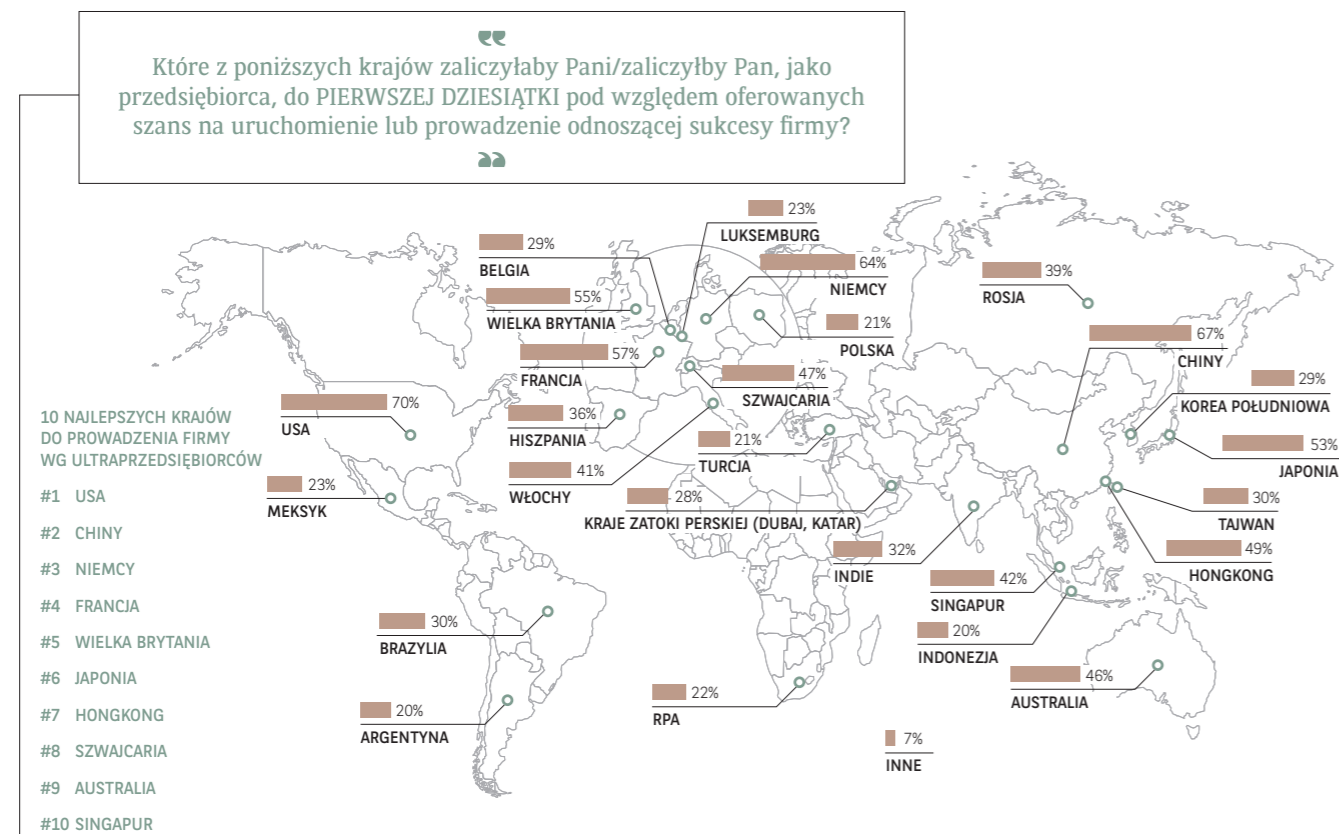 “
Które z poniższych krajów zaliczyłaby Pani/zaliczyłby Pan, jako
przedsiębiorca, do PIERWSZEJ DZIESIĄTKI pod względem oferowanych
szans na uruchomienie lub prowadzenie odnoszącej sukcesy firmy?
”
23%
LUKSEMBURG
29%
BELGIA
64%
NIEMCY
39%
ROSJA
55%
WIELKA BRYTANIA
21%
POLSKA
67%
CHINY
57%
FRANCJA
47%
SZWAJCARIA
29%
KOREA POŁUDNIOWA
70%
USA
36%
HISZPANIA
21%
TURCJA
53%
JAPONIA
41%
WŁOCHY
23%
MEKSYK
28%
KRAJE ZATOKI PERSKIEJ (DUBAJ, KATAR)
30%
TAJWAN
32%
INDIE
49%
HONGKONG
42%
SINGAPUR
30%
BRAZYLIA
20%
INDONEZJA
46%
AUSTRALIA
22%
RPA
20%
ARGENTYNA
7%
INNE
10 NAJLEPSZYCH KRAJÓW
DO PROWADZENIA FIRMY
WG ULTRAPRZEDSIĘBIORCÓW
#1 USA
#2 CHINY
#3 NIEMCY
#4 FRANCJA
#5 WIELKA BRYTANIA
#6 JAPONIA
#7 HONGKONG
#8 SZWAJCARIA
#9 AUSTRALIA
#10 SINGAPUR